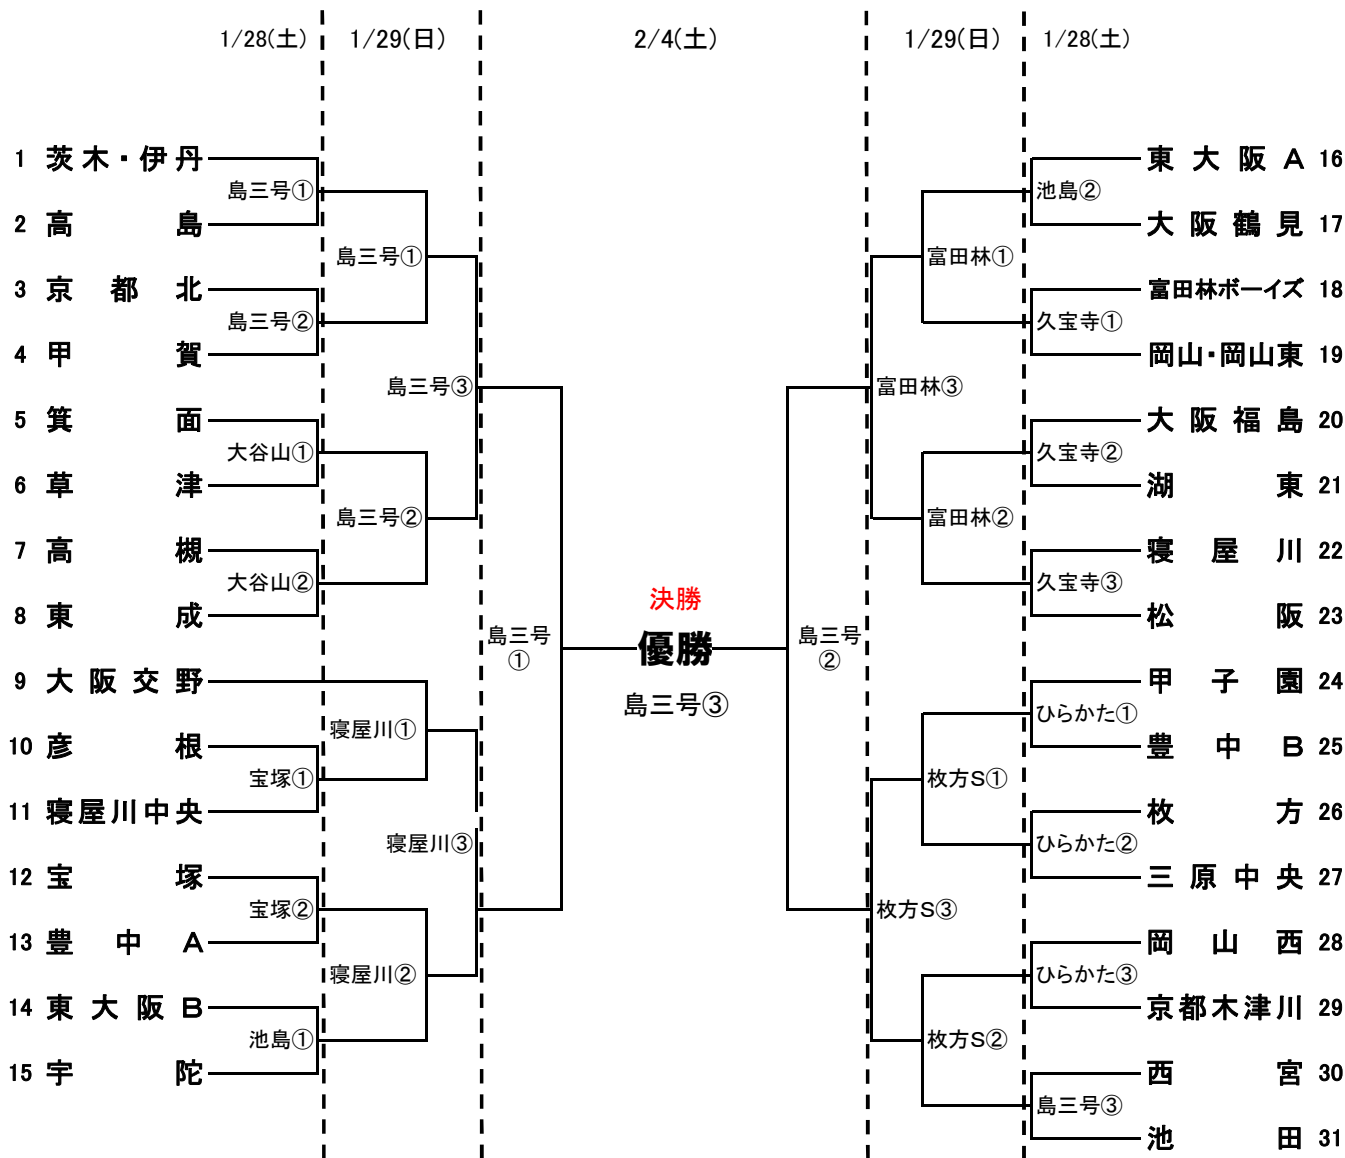 1/28(土) 1/29(日) 2/4(土) 1/29(日) 1/28(土)
1 茨木・伊丹
島三号①
2 高島
島三号①
3 京都北
島三号②
4 甲賀
島三号③
5 箕面
大谷山①
6 草津
島三号②
7 高槻
大谷山②
8 東成
島三号
①
9 大阪交野
寝屋川①
10 彦根
宝塚①
11 寝屋川中央
寝屋川③
12 宝塚
宝塚②
13 豊中A
寝屋川②
14 東大阪B
池島①
15 宇陀
決勝
優勝
島三号③
東大阪A 16
池島②
大阪鶴見 17
富田林①
富田林ボーイズ 18
久宝寺①
岡山・岡山東 19
富田林③
大阪福島 20
久宝寺②
湖東 21
富田林②
寝屋川 22
久宝寺③
松阪 23
島三号
②
甲子園 24
ひらかた①
豊中B 25
枚方S①
枚方 26
ひらかた②
三原中央 27
枚方S③
岡山西 28
ひらかた③
京都木津川 29
枚方S②
西宮 30
島三号③
池田 31